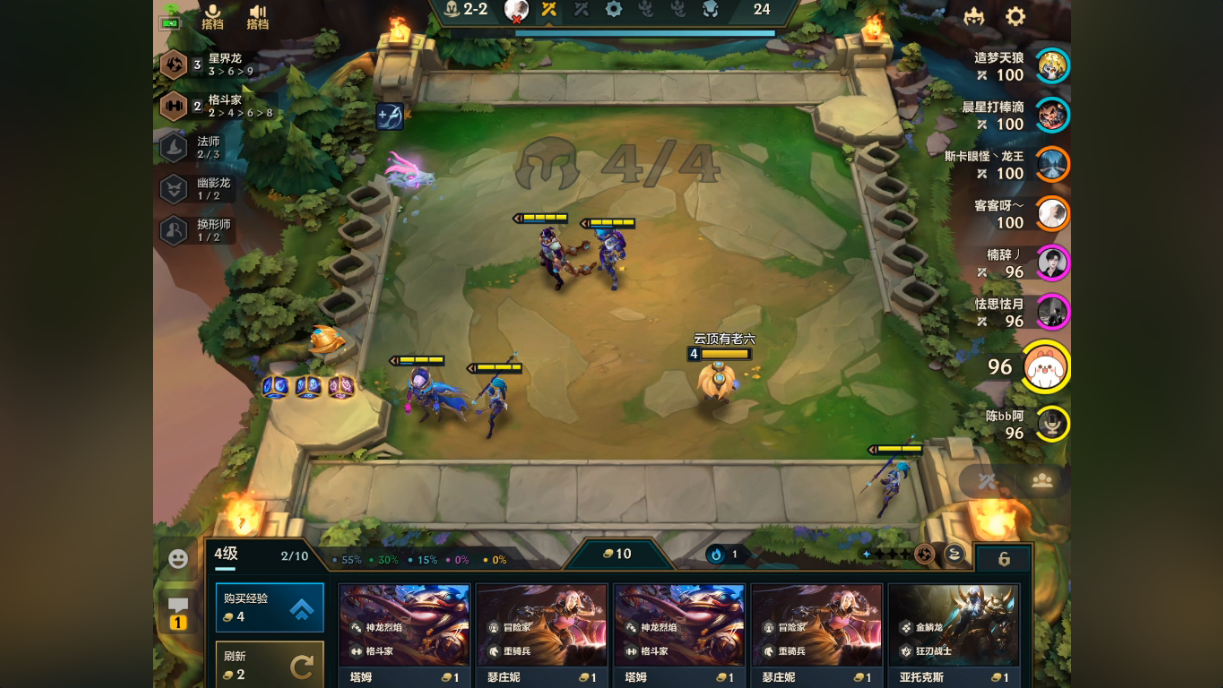 搭档
搭档
2-2
24
3
星界龙
3 > 6 > 9
2
格斗家
2 > 4 > 6 > 8
法师
2 / 3
幽影龙
1 / 2
换形师
1 / 2
4/4
造梦天狼
100
晨星打棒滴
100
斯卡眼怪丶龙王
100
客客呀~
100
楠辞丿
96
怯思怯月
96
96
陈bb阿
96
云顶有老六
4
4级
2/10
55%
30%
15%
0%
0%
10
1
购买经验
4
刷新
2
1
神龙烈焰
格斗家
塔姆
1
冒险家
重骑兵
瑟庄妮
1
神龙烈焰
格斗家
塔姆
1
冒险家
重骑兵
瑟庄妮
1
金鳞龙
狂刃战士
亚托克斯
1